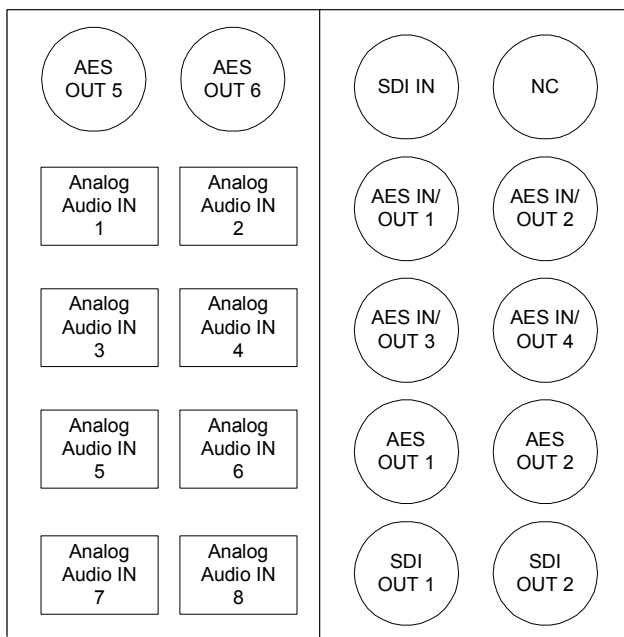 AES
OUT 5
AES
OUT 6
SDI IN
NC
Analog
Audio IN
1
Analog
Audio IN
2
AES IN/
OUT 1
AES IN/
OUT 2
Analog
Audio IN
3
Analog
Audio IN
4
AES IN/
OUT 3
AES IN/
OUT 4
Analog
Audio IN
5
Analog
Audio IN
6
AES
OUT 1
AES
OUT 2
Analog
Audio IN
7
Analog
Audio IN
8
SDI
OUT 1
SDI
OUT 2